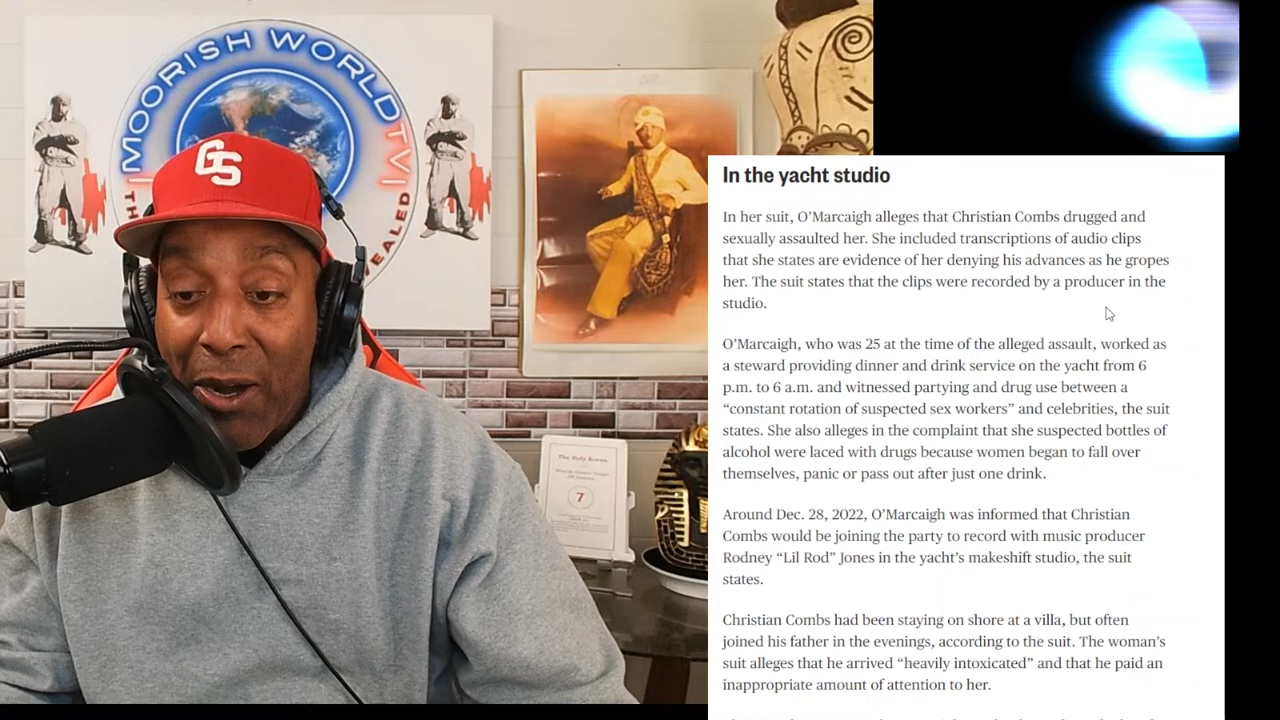 MOORISH WORLD TV
TH
VEALED
GS
The Holy Koran
7
In the yacht studio
In her suit, O’Marcaigh alleges that Christian Combs drugged and
sexually assaulted her. She included transcriptions of audio clips
that she states are evidence of her denying his advances as he gropes
her. The suit states that the clips were recorded by a producer in the
studio.
O’Marcaigh, who was 25 at the time of the alleged assault, worked as
a steward providing dinner and drink service on the yacht from 6
p.m. to 6 a.m. and witnessed partying and drug use between a
“constant rotation of suspected sex workers” and celebrities, the suit
states. She also alleges in the complaint that she suspected bottles of
alcohol were laced with drugs because women began to fall over
themselves, panic or pass out after just one drink.
Around Dec. 28, 2022, O’Marcaigh was informed that Christian
Combs would be joining the party to record with music producer
Rodney “Lil Rod” Jones in the yacht’s makeshift studio, the suit
states.
Christian Combs had been staying on shore at a villa, but often
joined his father in the evenings, according to the suit. The woman’s
suit alleges that he arrived “heavily intoxicated” and that he paid an
inappropriate amount of attention to her.